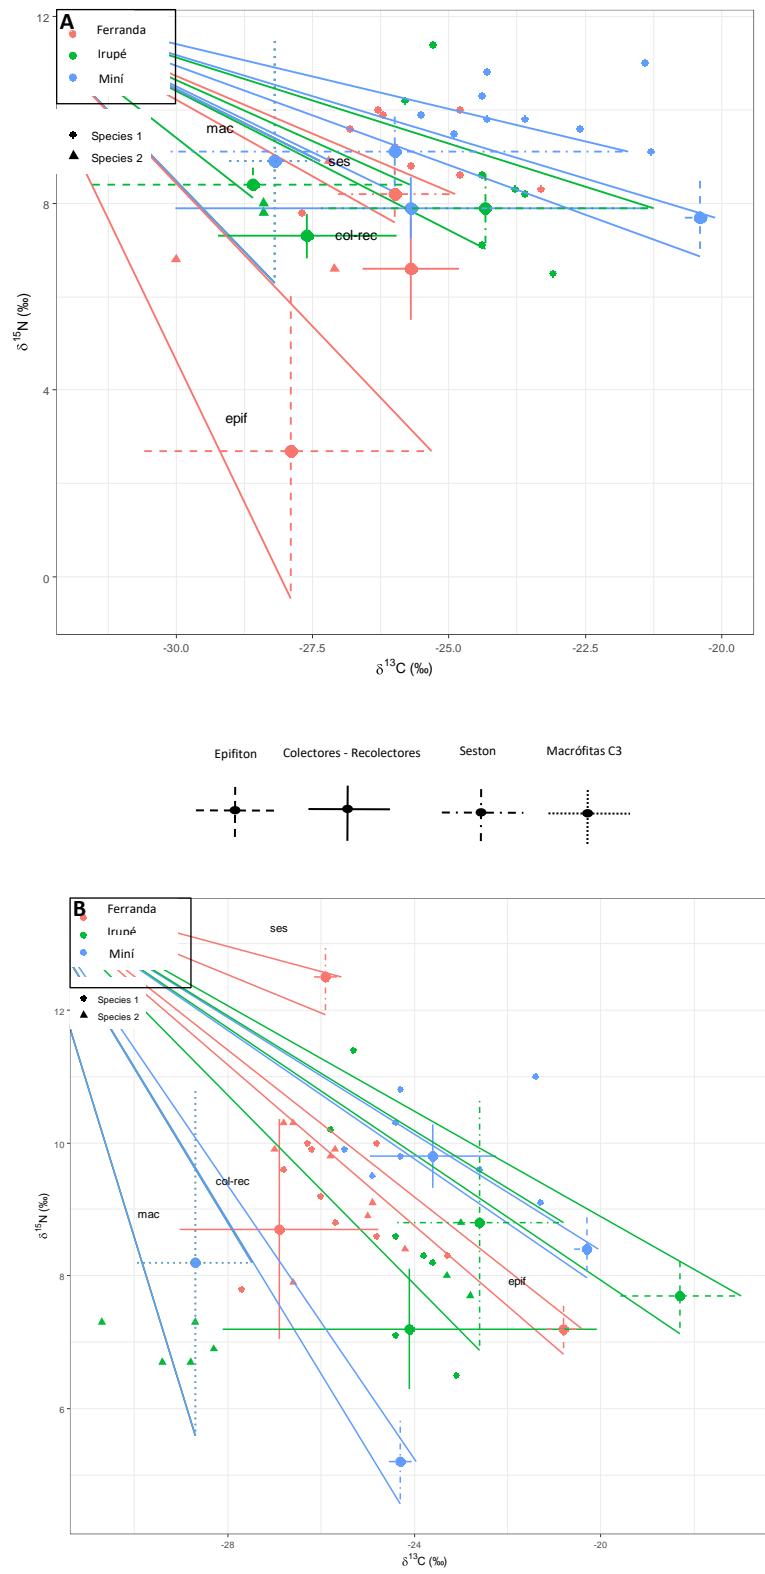 A
Ferranda
Irupé
Miní
Species 1
Species 2
12
8
4
0
δ15N (‰)
mac
ses
col-rec
epif
-30.0
-27.5
-25.0
-22.5
-20.0
δ13C (‰)
Epifiton
Colectores - Recolectores
Seston
Macrófitas C3
B
Ferranda
Irupé
Miní
Species 1
Species 2
ses
12
10
8
6
δ15N (‰)
col-rec
mac
epif
-28
-24
-20
δ13C (‰)